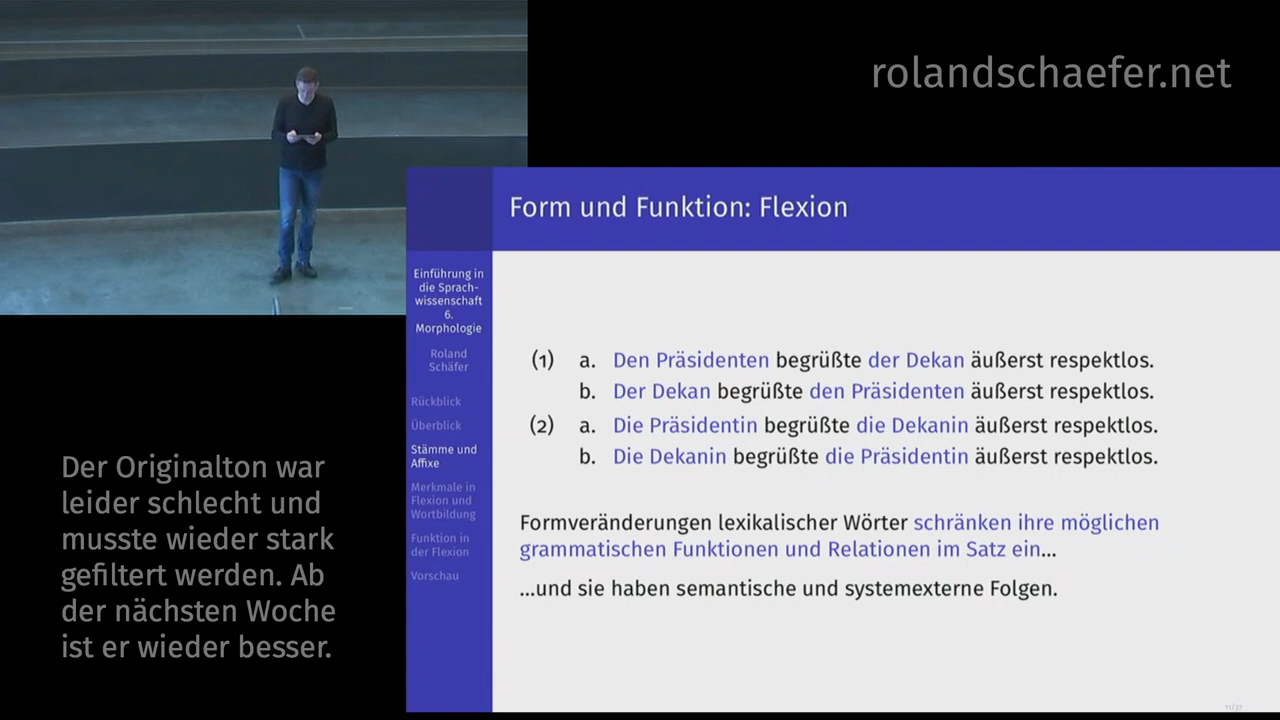 rolandschaefer.net
Form und Funktion: Flexion
Einführung in
die Sprach-
wissenschaft
6.
Morphologie
Roland
Schäfer
Rückblick
Überblick
Stämme und
Affixe
Merkmale in
Flexion und
Wortbildung
Funktion in
der Flexion
Vorschau
(1) a. Den Präsidenten begrüßte der Dekan äußerst respektlos.
b. Der Dekan begrüßte den Präsidenten äußerst respektlos.
(2) a. Die Präsidentin begrüßte die Dekanin äußerst respektlos.
b. Die Dekanin begrüßte die Präsidentin äußerst respektlos.
Formveränderungen lexikalischer Wörter schränken ihre möglichen
grammatischen Funktionen und Relationen im Satz ein...
...und sie haben semantische und systemexterne Folgen.
Der Originalton war
leider schlecht und
musste wieder stark
gefiltert werden. Ab
der nächsten Woche
ist er wieder besser.